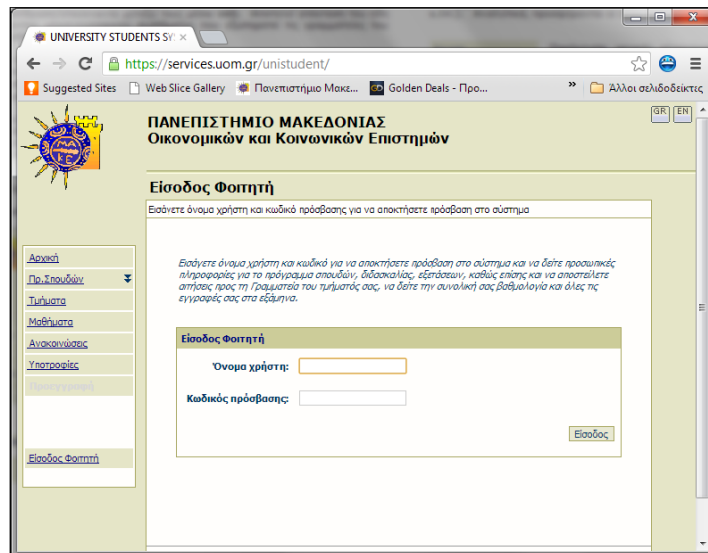 UNIVERSITY STUDENTS SY
https://services.uom.gr/unistudent/
Suggested Sites Web Slice Gallery Πανεπιστήμιο Μακε... Golden Deals - Προ... » Άλλοι σελιδοδείκτες
GR EN
ΠΑΝΕΠΙΣΤΗΜΙΟ ΜΑΚΕΔΟΝΙΑΣ
Οικονομικών και Κοινωνικών Επιστημών
Είσοδος Φοιτητή
Εισάγετε όνομα χρήστη και κωδικό πρόσβασης για να αποκτήσετε πρόσβαση στο σύστημα
Αρχική
Πρ.Σπουδών
Τμήματα
Μαθήματα
Ανακοινώσεις
Υποτροφίες
Προεγγραφή
Είσοδος Φοιτητή
Εισάγετε όνομα χρήστη και κωδικό για να αποκτήσετε πρόσβαση στο σύστημα και να δείτε προσωπικές
πληροφορίες για το πρόγραμμα σπουδών, διδασκαλίας, εξετάσεων, καθώς επίσης και να αποστείλετε
αιτήσεις προς τη Γραμματεία του τμήματός σας, να δείτε την συνολική σας βαθμολογία και όλες τις
εγγραφές σας στα εξάμηνα.
Είσοδος Φοιτητή
Όνομα χρήστη:
Κωδικός πρόσβασης:
Είσοδος